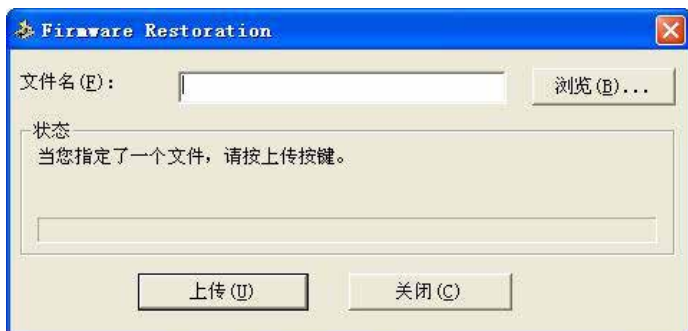 Firmware Restoration
文件名(F):
浏览(B)...
状态
当您指定了一个文件，请按上传按键。
上传(U)
关闭(C)